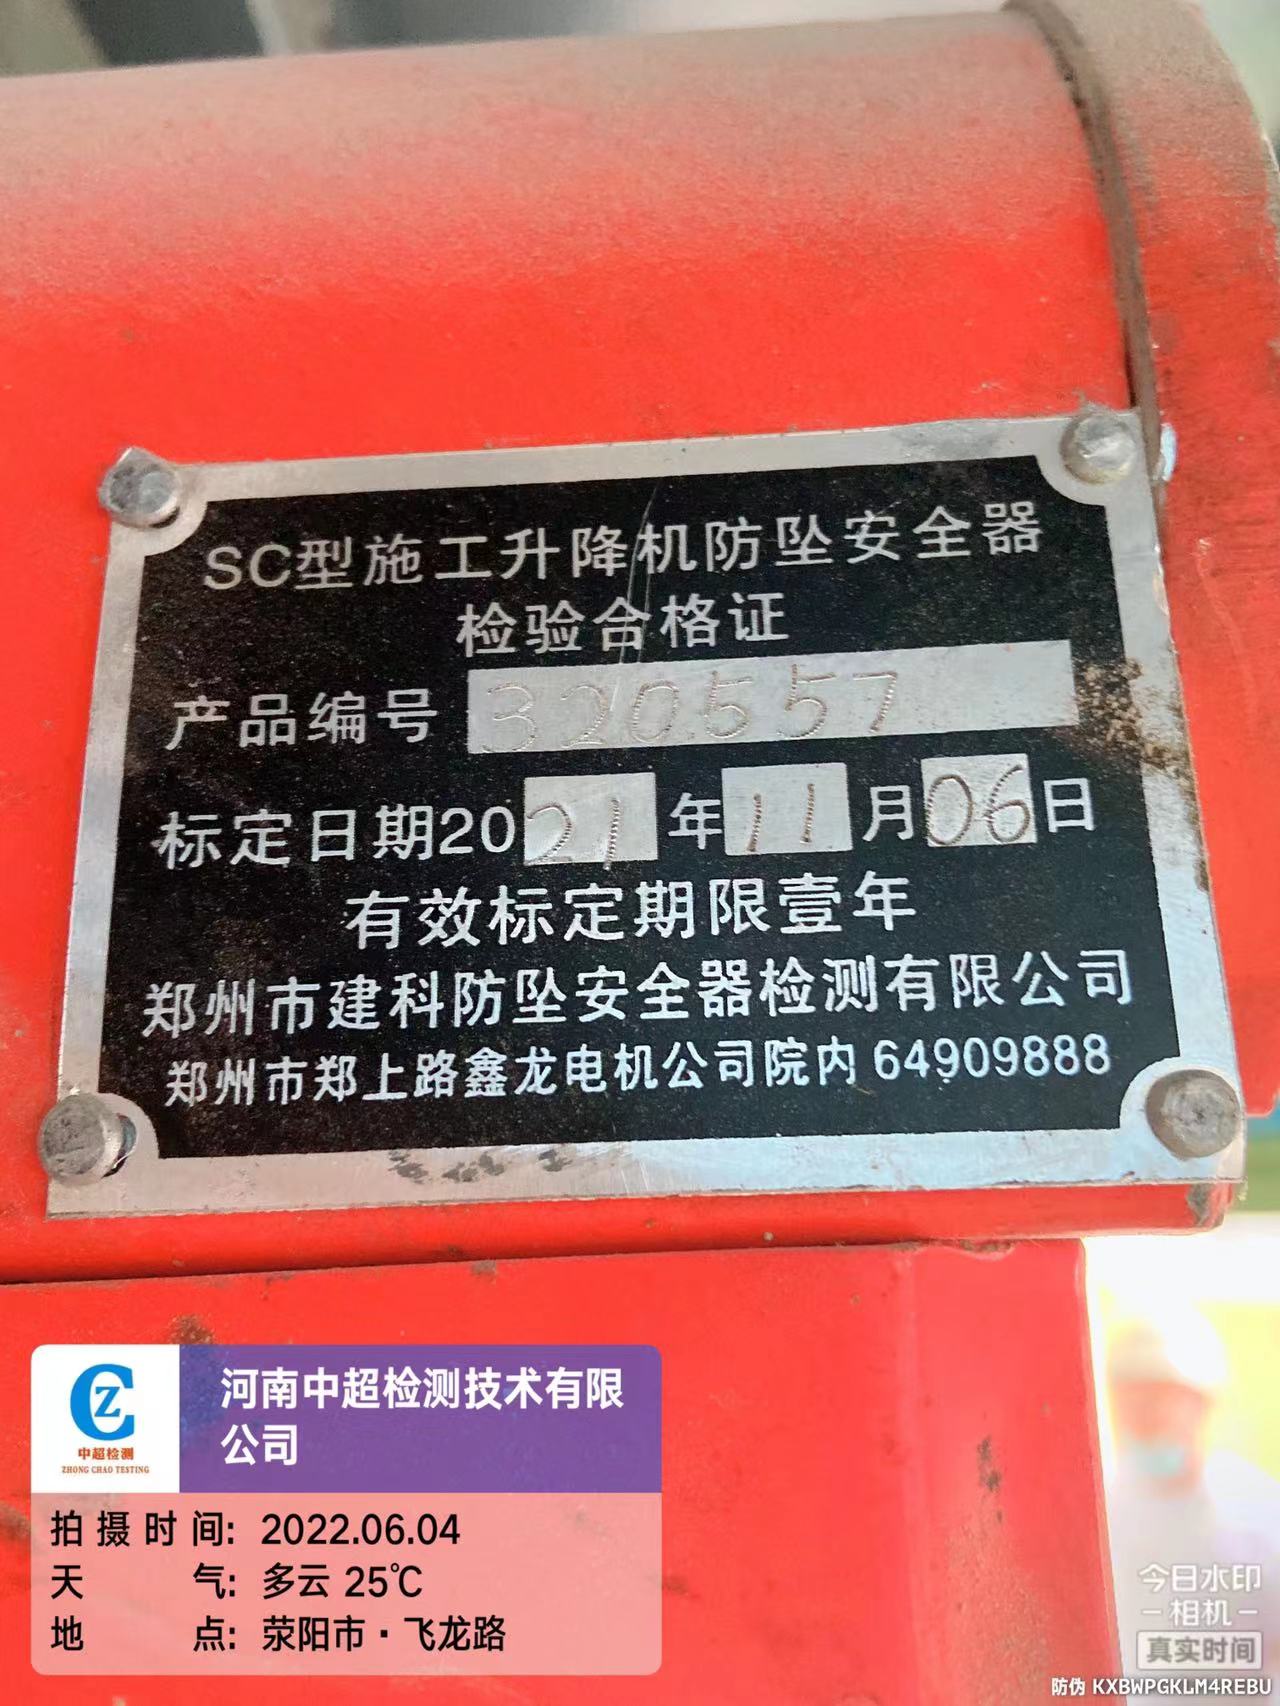 SC型施工升降机防坠安全器
检验合格证
产品编号 320557
标定日期2021年11月06日
有效标定期限壹年
郑州市建科防坠安全器检测有限公司
郑州市郑上路鑫龙电机公司院内 64909888
CZ
中超检测
ZHONG CHAO TESTING
河南中超检测技术有限
公司
拍摄时间: 2022.06.04
天 气: 多云 25℃
地 点: 荥阳市·飞龙路
今日水印
-相机-
真实时间
防伪 KXBWPGKLM4REBU